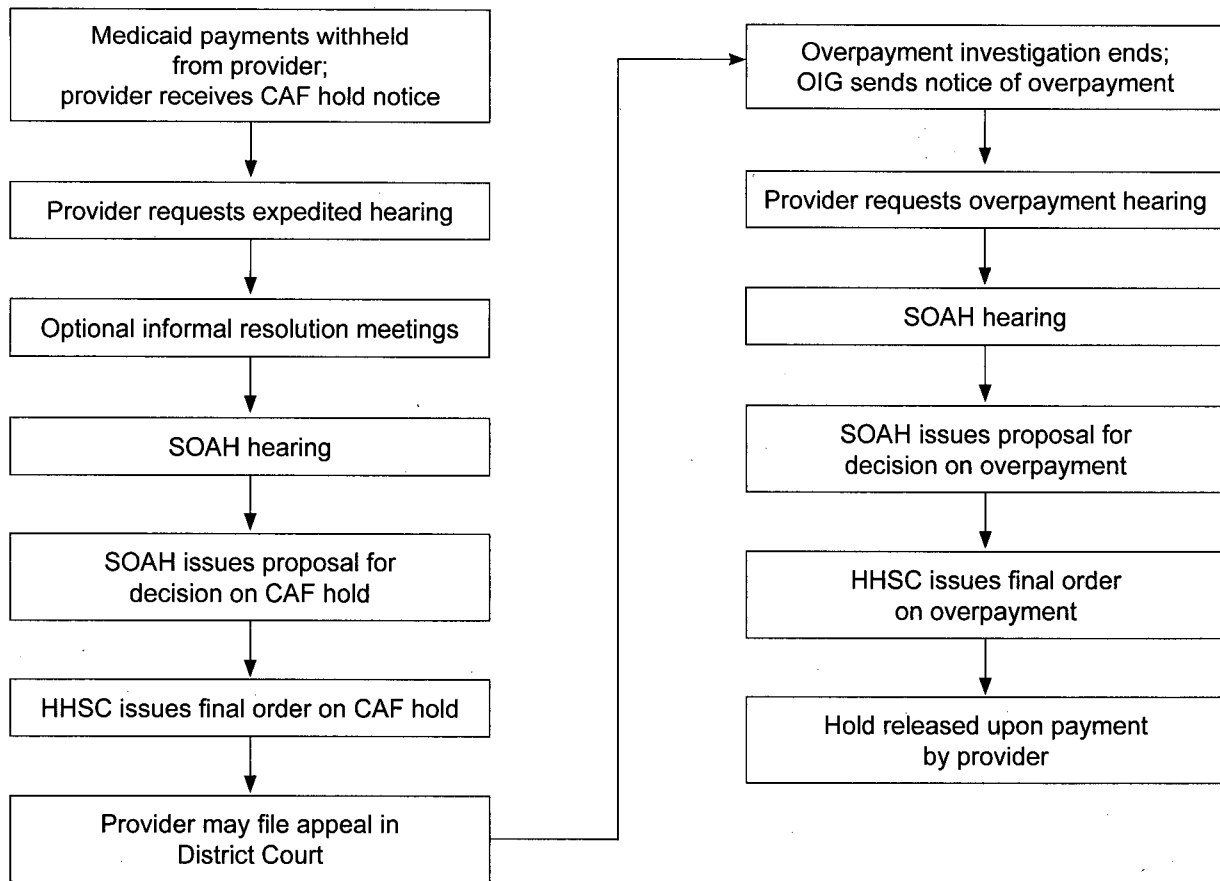 Medicaid payments withheld
from provider;
provider receives CAF hold notice
Provider requests expedited hearing
Optional informal resolution meetings
SOAH hearing
SOAH issues proposal for
decision on CAF hold
HHSC issues final order on CAF hold
Provider may file appeal in
District Court
Overpayment investigation ends;
OIG sends notice of overpayment
Provider requests overpayment hearing
SOAH hearing
SOAH issues proposal for
decision on overpayment
HHSC issues final order
on overpayment
Hold released upon payment
by provider